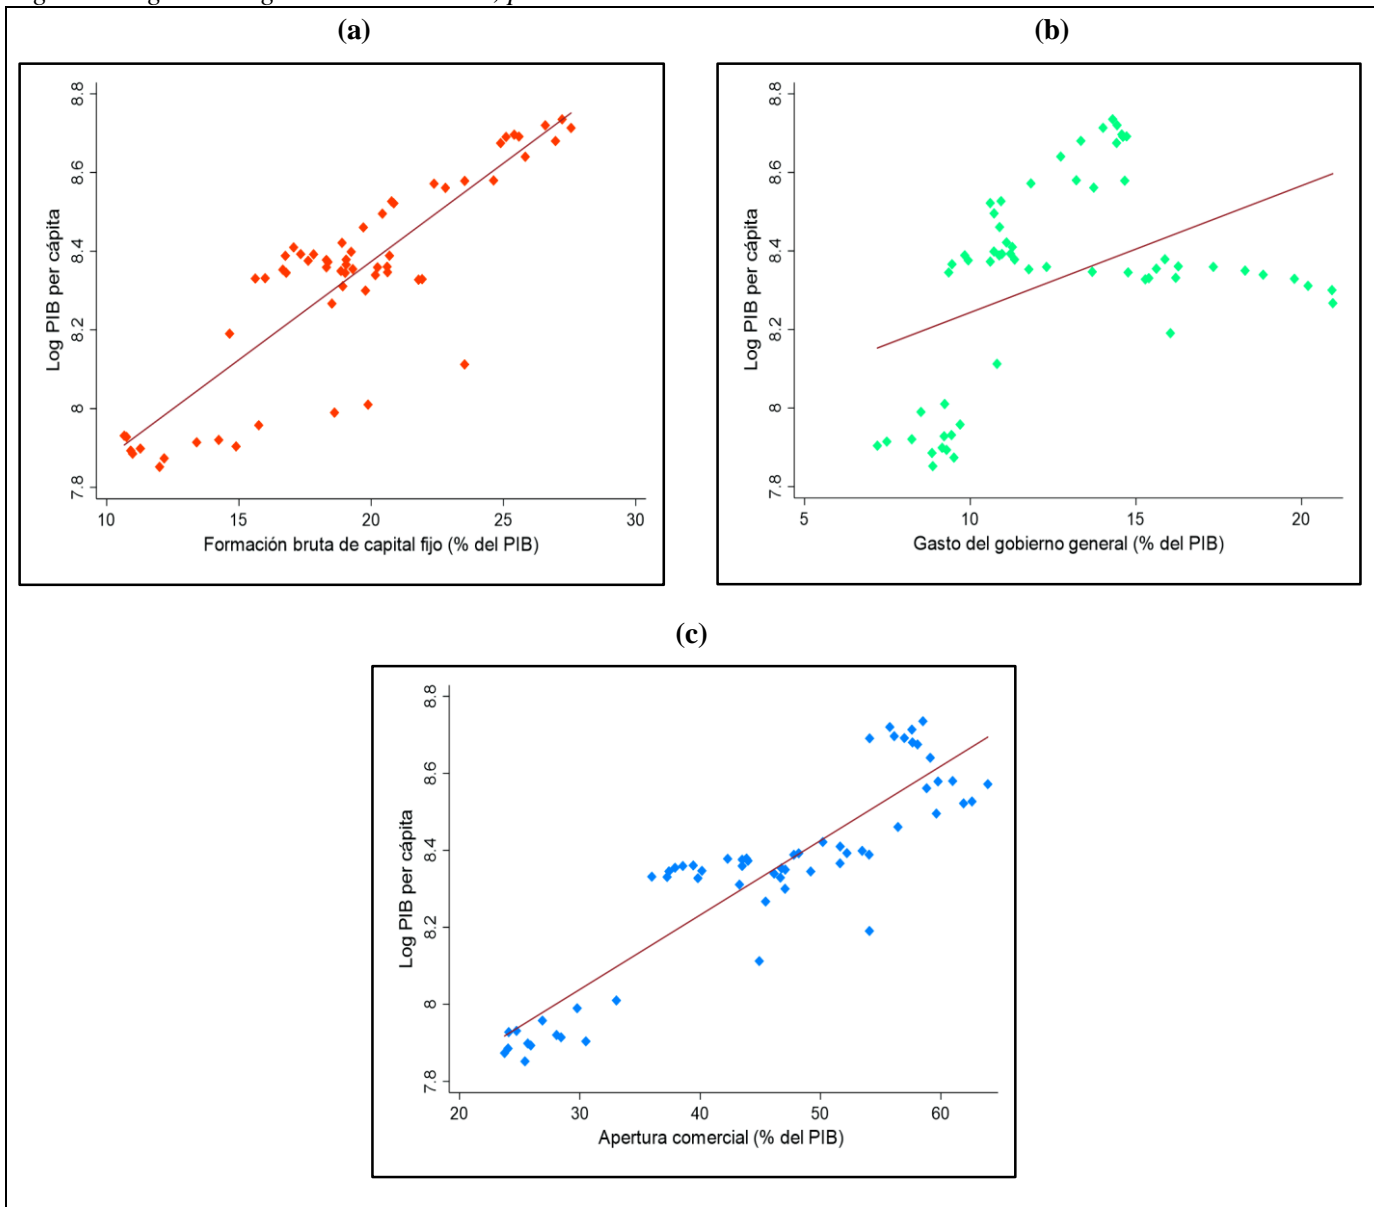 (a)
(b)
Log PIB per cápita
8.8
8.6
8.4
8.2
8
7.8
10 15 20 25 30
Formación bruta de capital fijo (% del PIB)
Log PIB per cápita
8.8
8.6
8.4
8.2
8
7.8
5 10 15 20
Gasto del gobierno general (% del PIB)
(c)
Log PIB per cápita
8.8
8.6
8.4
8.2
8
7.8
20 30 40 50 60
Apertura comercial (% del PIB)